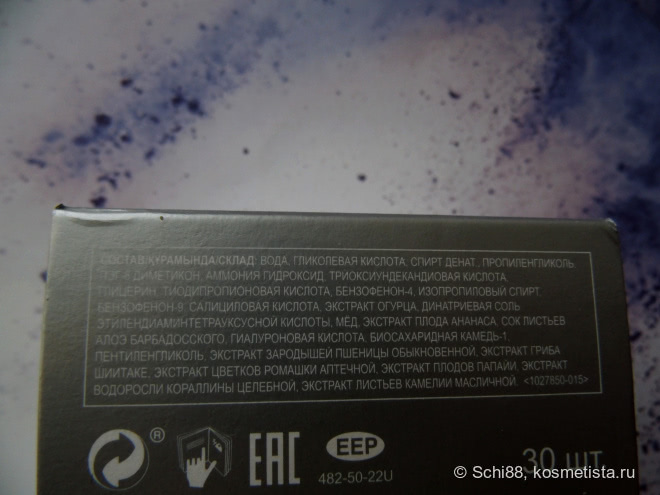 СОСТАВ/ҚҰРАМЫНДА/СКЛАД: ВОДА, ГЛИКОЛЕВАЯ КИСЛОТА, СПИРТ ДЕНАТ., ПРОПИЛЕНГЛИКОЛЬ,
ПЭГ-8 ДИМЕТИКОН, АММОНИЯ ГИДРОКСИД, ТРИОКСИУНДЕКАНДИОВАЯ КИСЛОТА,
ГЛИЦЕРИН, ТИОДИПРОПИОНОВАЯ КИСЛОТА, БЕНЗОФЕНОН-4, ИЗОПРОПИЛОВЫЙ СПИРТ,
БЕНЗОФЕНОН-9, САЛИЦИЛОВАЯ КИСЛОТА, ЭКСТРАКТ ОГУРЦА, ДИНАТРИЕВАЯ СОЛЬ
ЭТИЛЕНДИАМИНТЕТРАУКСУСНОЙ КИСЛОТЫ, МЁД, ЭКСТРАКТ ПЛОДА АНАНАСА, СОК ЛИСТЬЕВ
АЛОЭ БАРБАДОССКОГО, ГИАЛУРОНОВАЯ КИСЛОТА, БИОСАХАРИДНАЯ КАМЕДЬ-1,
ПЕНТИЛЕНГЛИКОЛЬ, ЭКСТРАКТ ЗАРОДЫШЕЙ ПШЕНИЦЫ ОБЫКНОВЕННОЙ, ЭКСТРАКТ ГРИБА
ШИИТАКЕ, ЭКСТРАКТ ЦВЕТКОВ РОМАШКИ АПТЕЧНОЙ, ЭКСТРАКТ ПЛОДОВ ПАПАЙИ, ЭКСТРАКТ
ВОДОРОСЛИ КОРАЛЛИНЫ ЦЕЛЕБНОЙ, ЭКСТРАКТ ЛИСТЬЕВ КАМЕЛИИ МАСЛИЧНОЙ. <1027850-015>
® EAC EEP 30 ШТ.
482-50-22U
© Schi88, kosmetista.ru